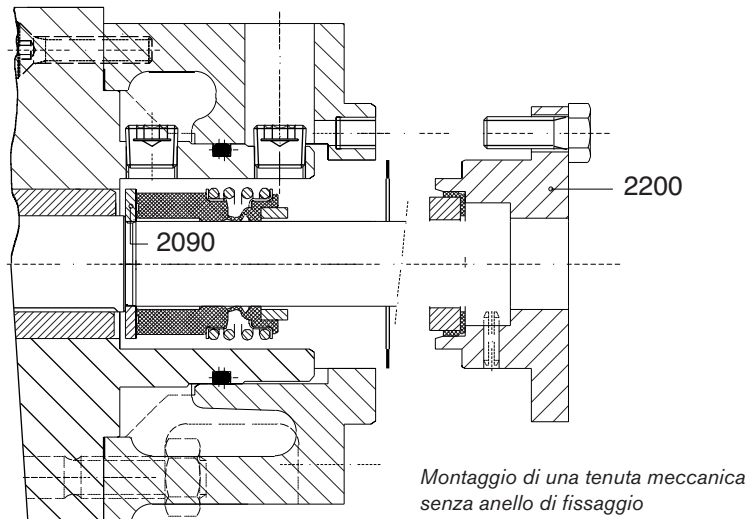 2200
2090
Montaggio di una tenuta meccanica
senza anello di fissaggio